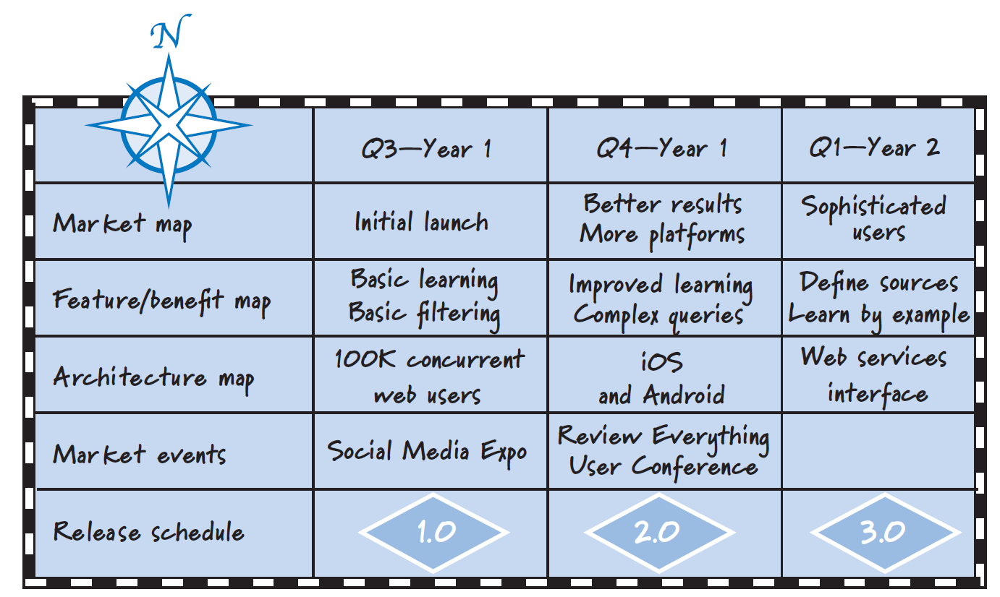 N
Q3—Year 1
Q4—Year 1
Q1—Year 2
Market map
Initial launch
Better results
More platforms
Sophisticated
users
Feature/benefit map
Basic learning
Basic filtering
Improved learning
Complex queries
Define sources
Learn by example
Architecture map
100K concurrent
web users
iOS
and Android
Web services
interface
Market events
Social Media Expo
Review Everything
User Conference
Release schedule
1.0
2.0
3.0